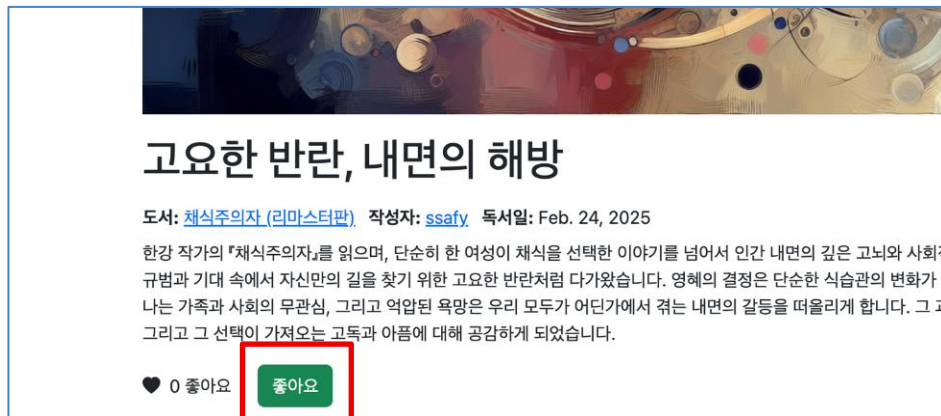 고요한 반란, 내면의 해방
도서: 채식주의자 (리마스터판) 작성자: ssafy 독서일: Feb. 24, 2025
한강 작가의 『채식주의자』를 읽으며, 단순히 한 여성이 채식을 선택한 이야기를 넘어서 인간 내면의 깊은 고뇌와 사회
규범과 기대 속에서 자신만의 길을 찾기 위한 고요한 반란처럼 다가왔습니다. 영혜의 결정은 단순한 식습관의 변화가
나는 가족과 사회의 무관심, 그리고 억압된 욕망은 우리 모두가 어딘가에서 겪는 내면의 갈등을 떠올리게 합니다. 그
그리고 그 선택이 가져오는 고독과 아픔에 대해 공감하게 되었습니다.
0 좋아요 좋아요